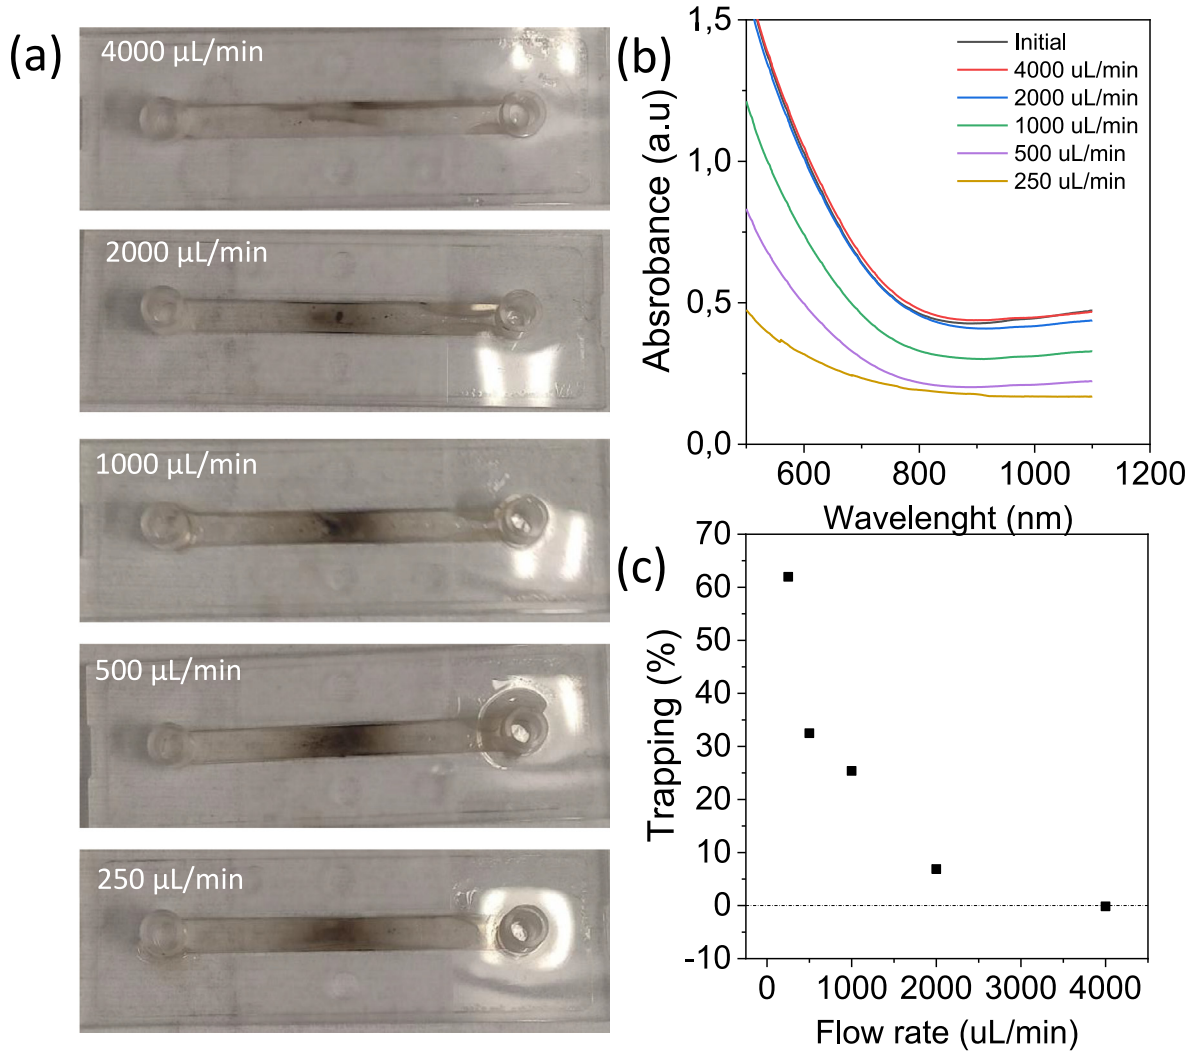 (a)
4000 µL/min
2000 µL/min
1000 µL/min
500 µL/min
250 µL/min
(b)
Absrobance (a.u)
1,5
1,0
0,5
0,0
Initial
4000 uL/min
2000 uL/min
1000 uL/min
500 uL/min
250 uL/min
600 800 1000 1200
Wavelenght (nm)
(c)
Trapping (%)
70
60
50
40
30
20
10
0
-10
0 1000 2000 3000 4000
Flow rate (uL/min)